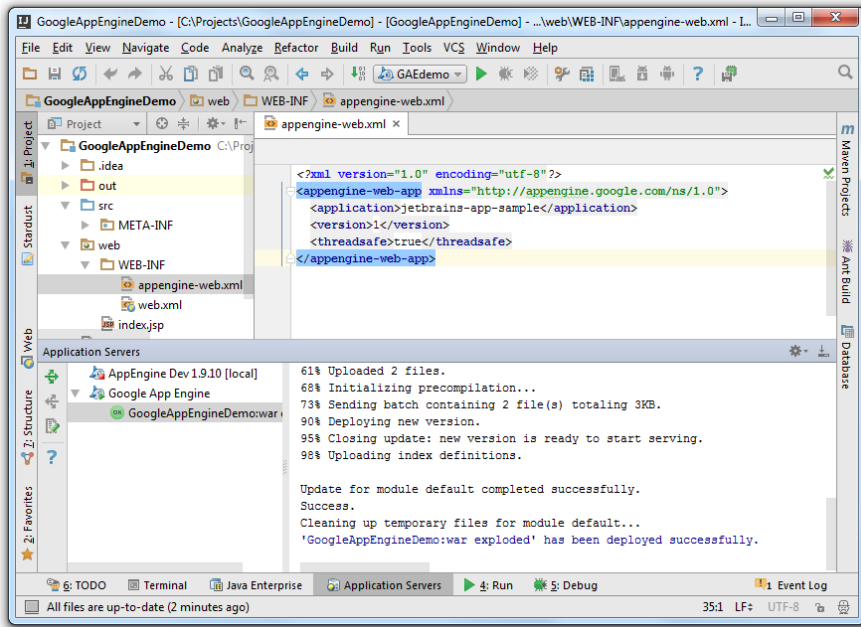 GoogleAppEngineDemo - [C:\Projects\GoogleAppEngineDemo] - [GoogleAppEngineDemo] - ...\web\WEB-INF\appengine-web.xml - I...
File Edit View Navigate Code Analyze Refactor Build Run Tools VCS Window Help
GAEdemo
GoogleAppEngineDemo web WEB-INF appengine-web.xml
1: Project
Stardust
Web
7: Structure
2: Favorites
Project
GoogleAppEngineDemo C:\Proj
.idea
out
src
META-INF
web
WEB-INF
appengine-web.xml
web.xml
index.jsp
appengine-web.xml ×
<?xml version="1.0" encoding="utf-8"?>
<appengine-web-app xmlns="http://appengine.google.com/ns/1.0">
<application>jetbrains-app-sample</application>
<version>1</version>
<threadsafe>true</threadsafe>
</appengine-web-app>
Maven Projects
Ant Build
Database
Application Servers
AppEngine Dev 1.9.10 [local]
Google App Engine
GoogleAppEngineDemo:war
61% Uploaded 2 files.
68% Initializing precompilation...
73% Sending batch containing 2 file(s) totaling 3KB.
90% Deploying new version.
95% Closing update: new version is ready to start serving.
98% Uploading index definitions.
Update for module default completed successfully.
Success.
Cleaning up temporary files for module default...
'GoogleAppEngineDemo:war exploded' has been deployed successfully.
6: TODO Terminal Java Enterprise Application Servers 4: Run 5: Debug 1 Event Log
All files are up-to-date (2 minutes ago) 35:1 LF÷ UTF-8